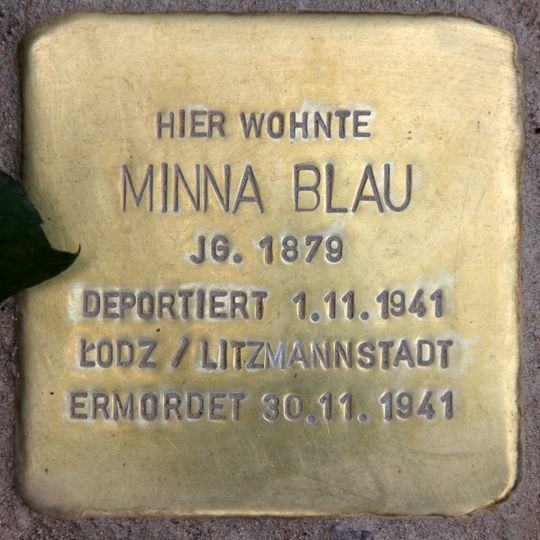 HIER WOHNTE
MINNA BLAU
JG. 1879
DEPORTIERT 1.11.1941
ŁODZ / LITZMANNSTADT
ERMORDET 30.11.1941